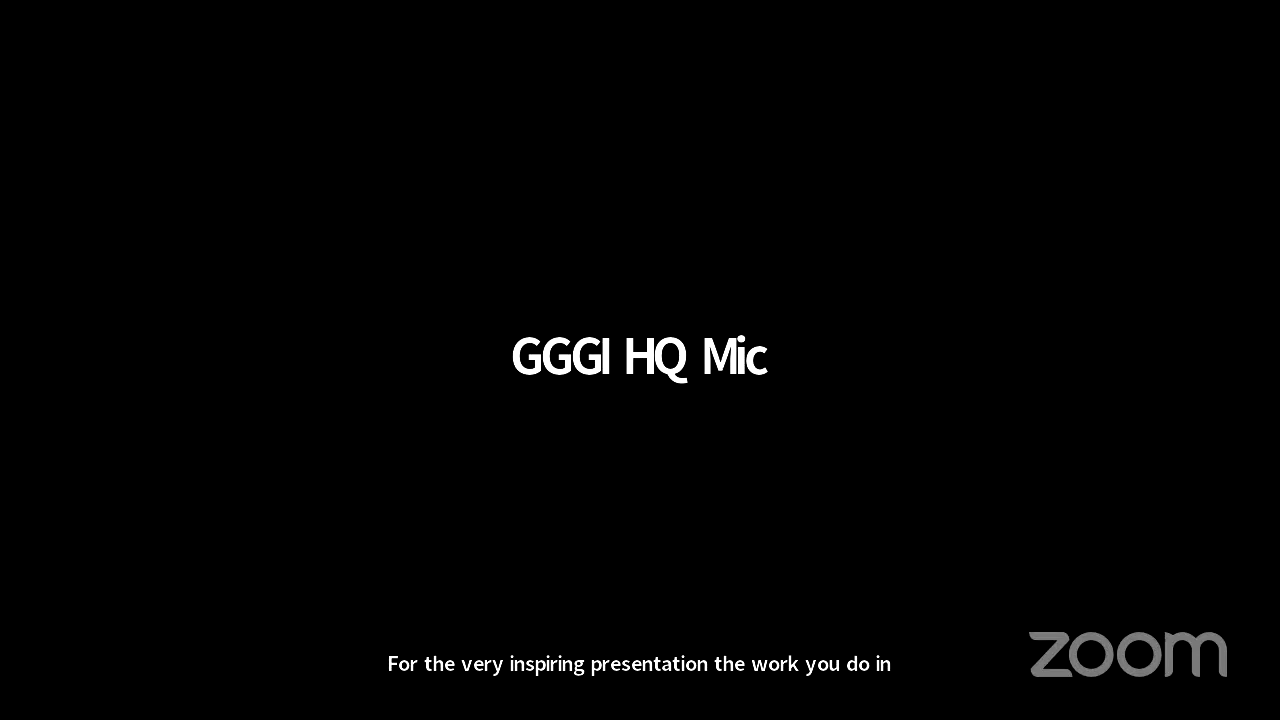 GGGI HQ Mic
For the very inspiring presentation the work you do in
zoom